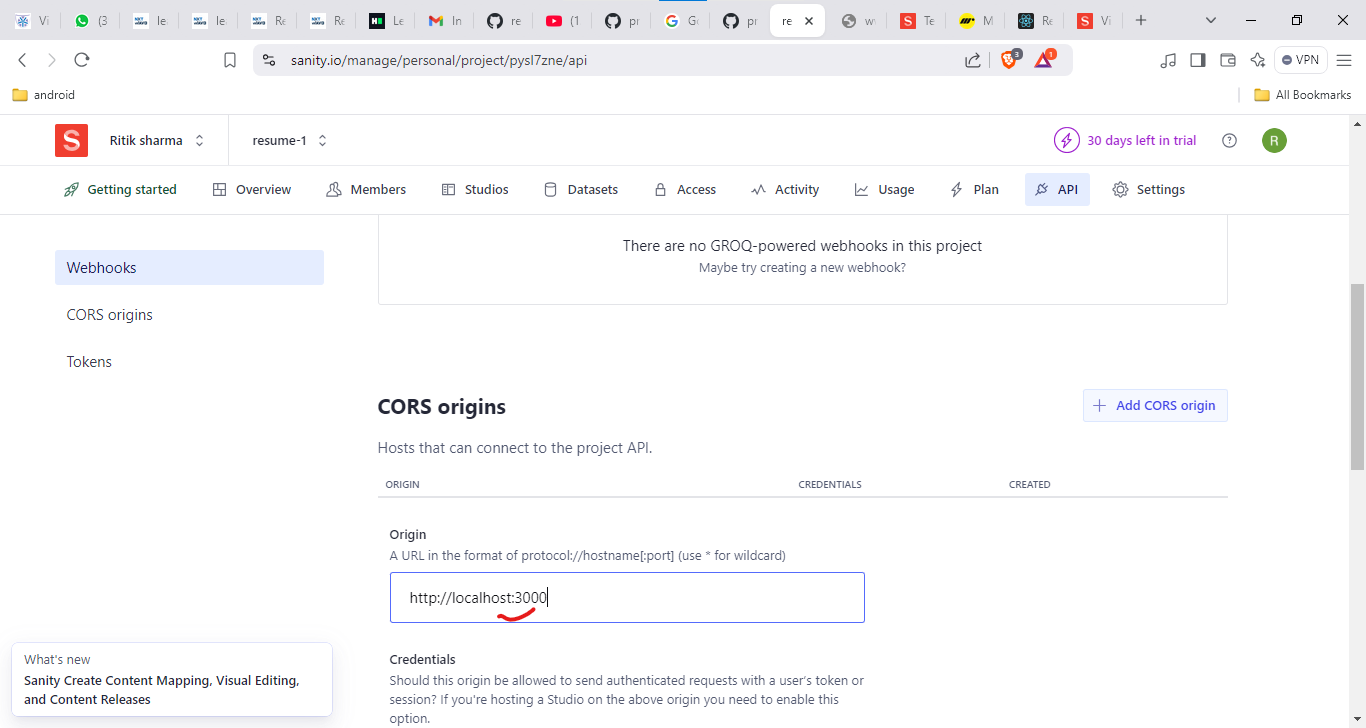 Vi
(3
le
le
Re
Re
Le
In
re
(1
pr
G
pr
re
w
Te
M
Re
Vi
sanity.io/manage/personal/project/pysl7zne/api
3
1
VPN
android
All Bookmarks
S
Ritik sharma
resume-1
30 days left in trial
R
Getting started
Overview
Members
Studios
Datasets
Access
Activity
Usage
Plan
API
Settings
There are no GROQ-powered webhooks in this project
Maybe try creating a new webhook?
Webhooks
CORS origins
Tokens
CORS origins
Add CORS origin
Hosts that can connect to the project API.
ORIGIN CREDENTIALS CREATED
Origin
A URL in the format of protocol://hostname[:port] (use * for wildcard)
http://localhost:3000
Credentials
Should this origin be allowed to send authenticated requests with a user's token or
session? If you're hosting a Studio on the above origin you need to enable this
option.
What's new
Sanity Create Content Mapping, Visual Editing,
and Content Releases